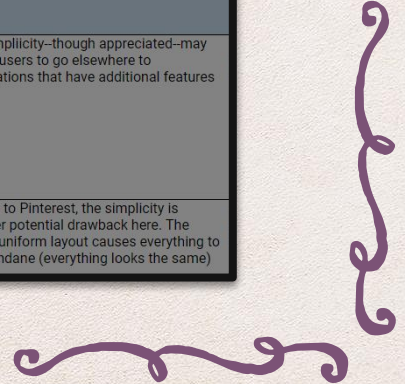 mpliicity--though appreciated--may
users to go elsewhere to
ations that have additional features
to Pinterest, the simplicity is
r potential drawback here. The
uniform layout causes everything to
ndane (everything looks the same)